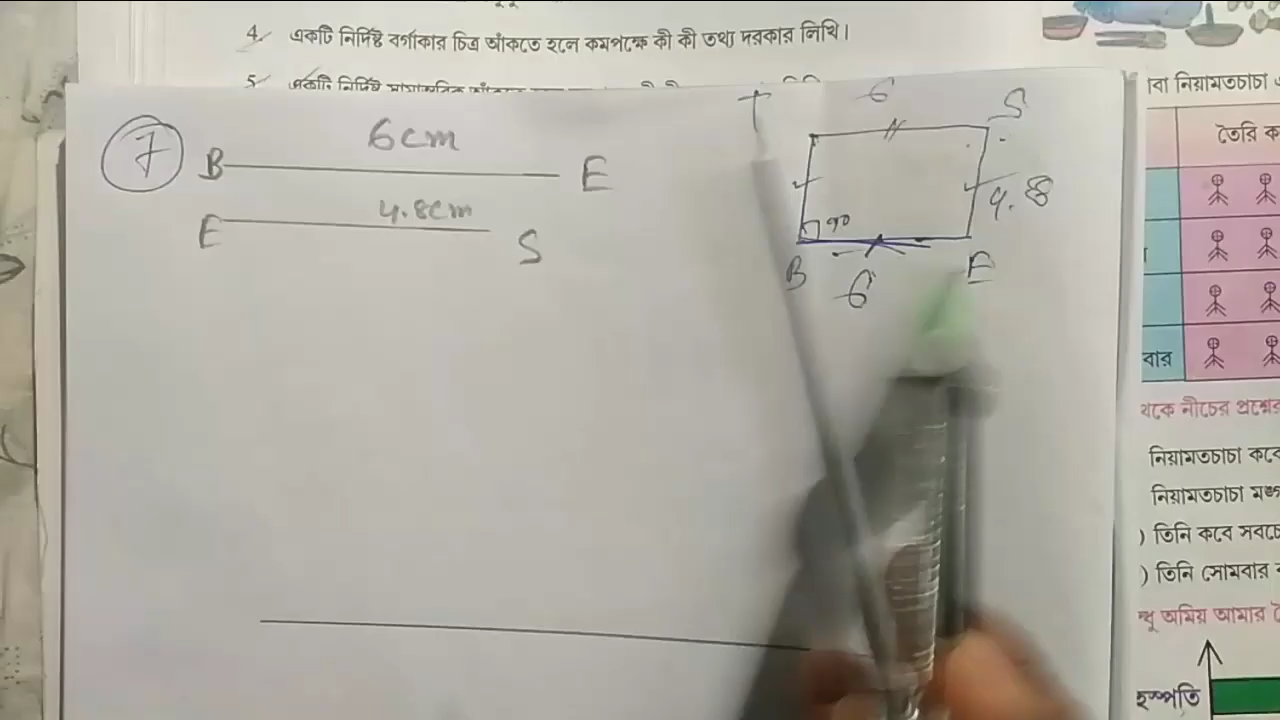 4. একটি নির্দিষ্ট বর্গাকার চিত্র আঁকতে হলে কমপক্ষে কী কী তথ্য দরকার লিখি।
5.
7
6cm
B E
4.8cm
E S
T 6 S
4.8
90
B 6 E
বা নিয়ামতচাচা
তৈরি ক
বার
থেকে নীচের প্রশ্নের
নিয়ামতচাচা কবে
নিয়ামতচাচা মঙ্গ
) তিনি কবে সবচে
) তিনি সোমবার
ন্ধু অমিয় আমার
হস্পতি